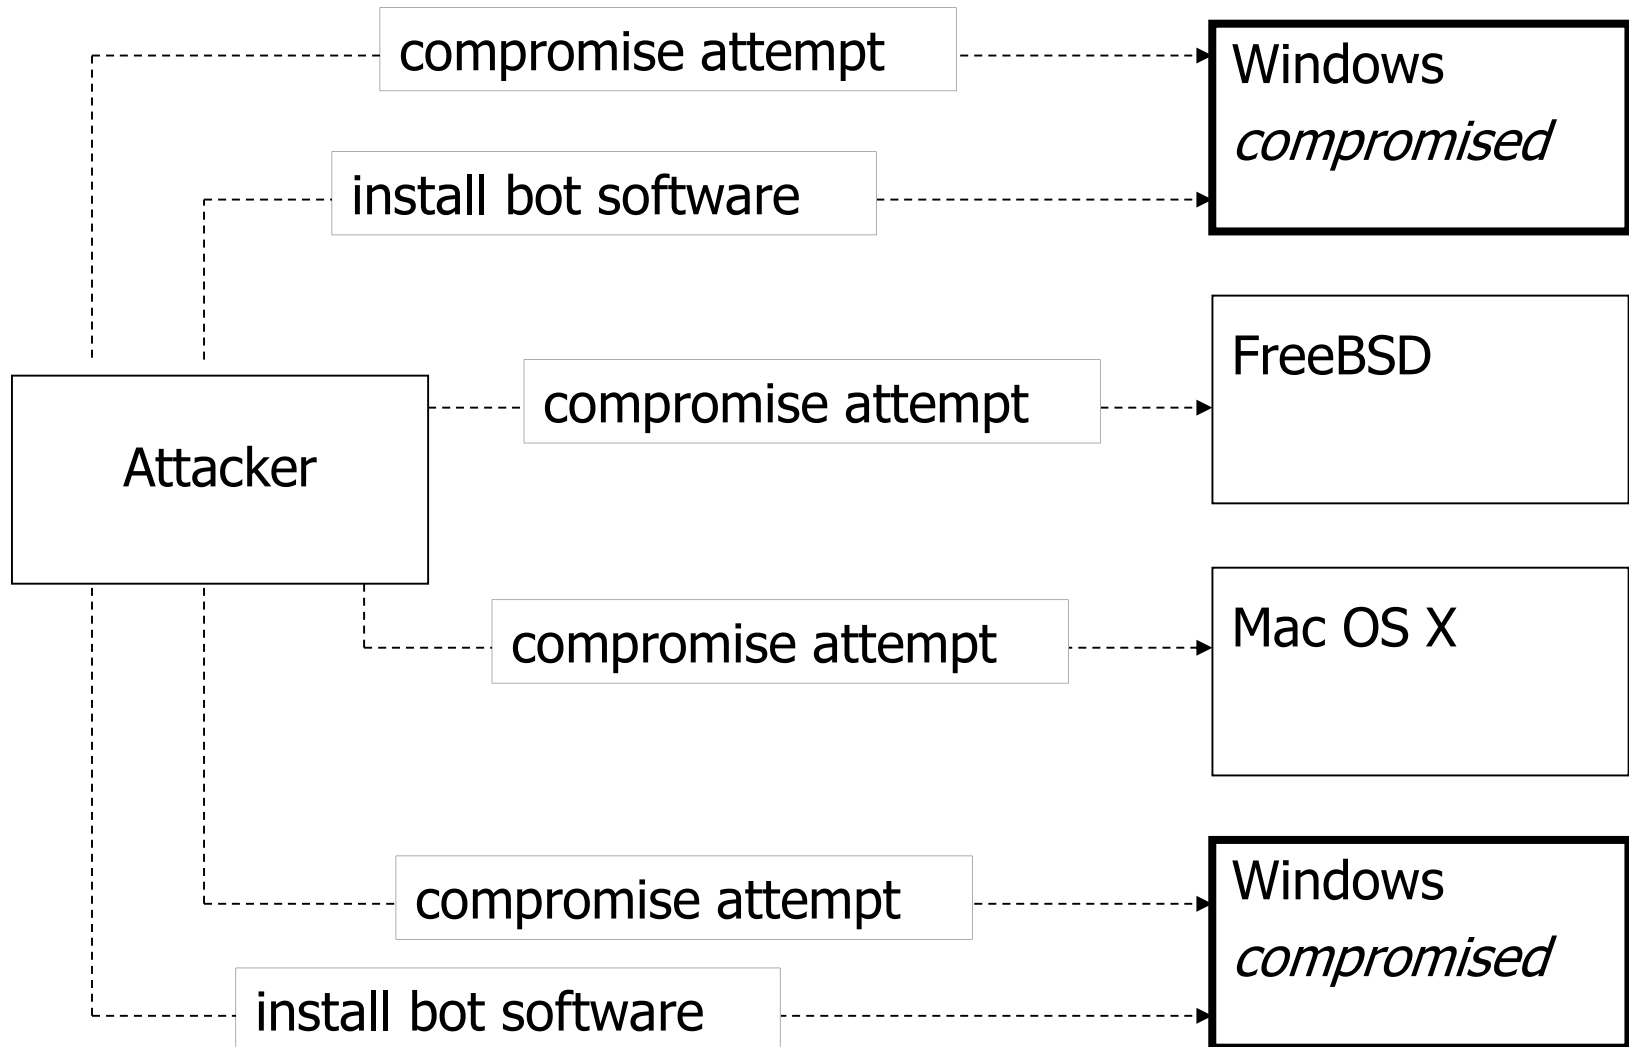 compromise attempt
Windows
compromised
install bot software
FreeBSD
compromise attempt
Attacker
compromise attempt
Mac OS X
compromise attempt
Windows
compromised
install bot software